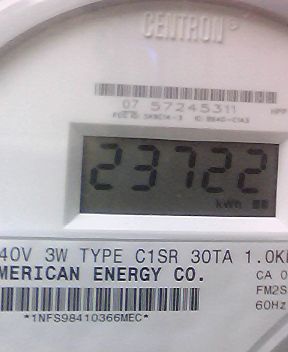 CENTRON®
07 57245311
HPP
23722
kWh
40V 3W TYPE C1SR 30TA 1.0K
MERICAN ENERGY CO.
CA 0
FM2S
60Hz
*1NFS98410366MEC*